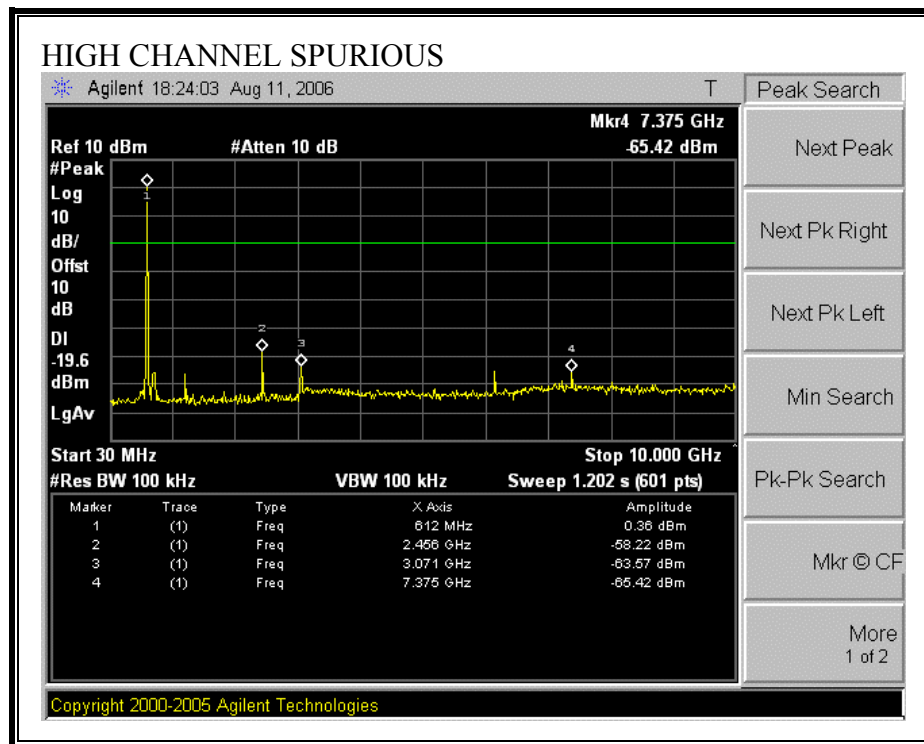 HIGH CHANNEL SPURIOUS
Agilent 18:24:03 Aug 11, 2006 T
Peak Search
Mkr4 7.375 GHz
Ref 10 dBm #Atten 10 dB -65.42 dBm
#Peak
Log
10
dB/
Offst
10
dB
DI
-19.6
dBm
LgAv
1
2
3
4
Start 30 MHz Stop 10.000 GHz
#Res BW 100 kHz VBW 100 kHz Sweep 1.202 s (601 pts)
Marker Trace Type X Axis Amplitude
1 (1) Freq 612 MHz 0.36 dBm
2 (1) Freq 2.456 GHz -58.22 dBm
3 (1) Freq 3.071 GHz -63.57 dBm
4 (1) Freq 7.375 GHz -65.42 dBm
Next Peak
Next Pk Right
Next Pk Left
Min Search
Pk-Pk Search
Mkr © CF
More
1 of 2
Copyright 2000-2005 Agilent Technologies